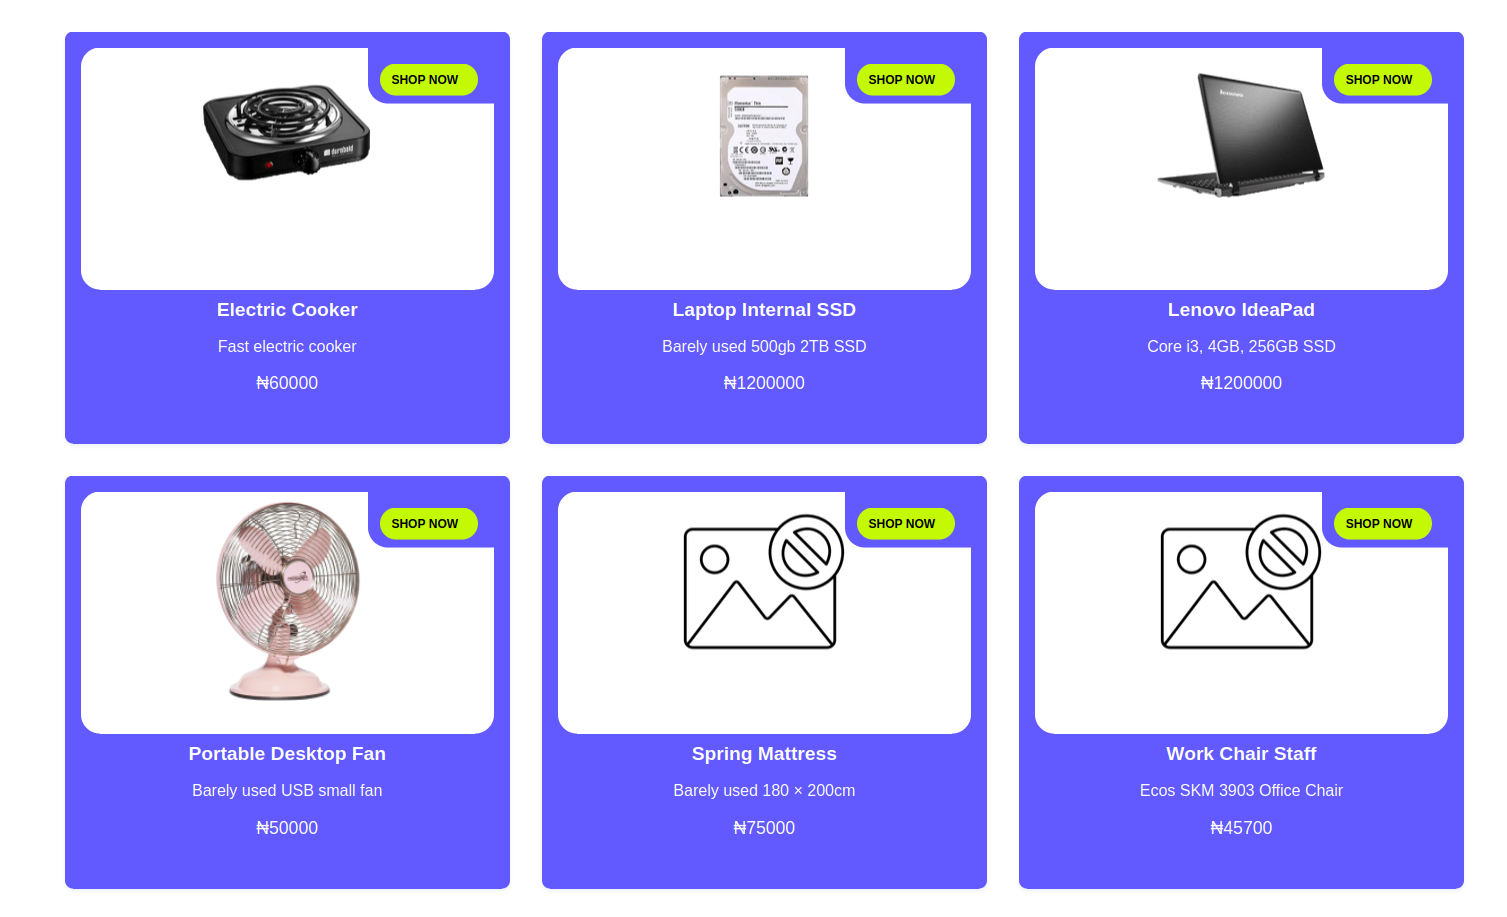 SHOP NOW
durabold
Electric Cooker
Fast electric cooker
₦60000
SHOP NOW
Laptop Internal SSD
Barely used 500gb 2TB SSD
₦1200000
SHOP NOW
lenovo
Lenovo IdeaPad
Core i3, 4GB, 256GB SSD
₦1200000
SHOP NOW
Portable Desktop Fan
Barely used USB small fan
₦50000
SHOP NOW
Spring Mattress
Barely used 180 × 200cm
₦75000
SHOP NOW
Work Chair Staff
Ecos SKM 3903 Office Chair
₦45700